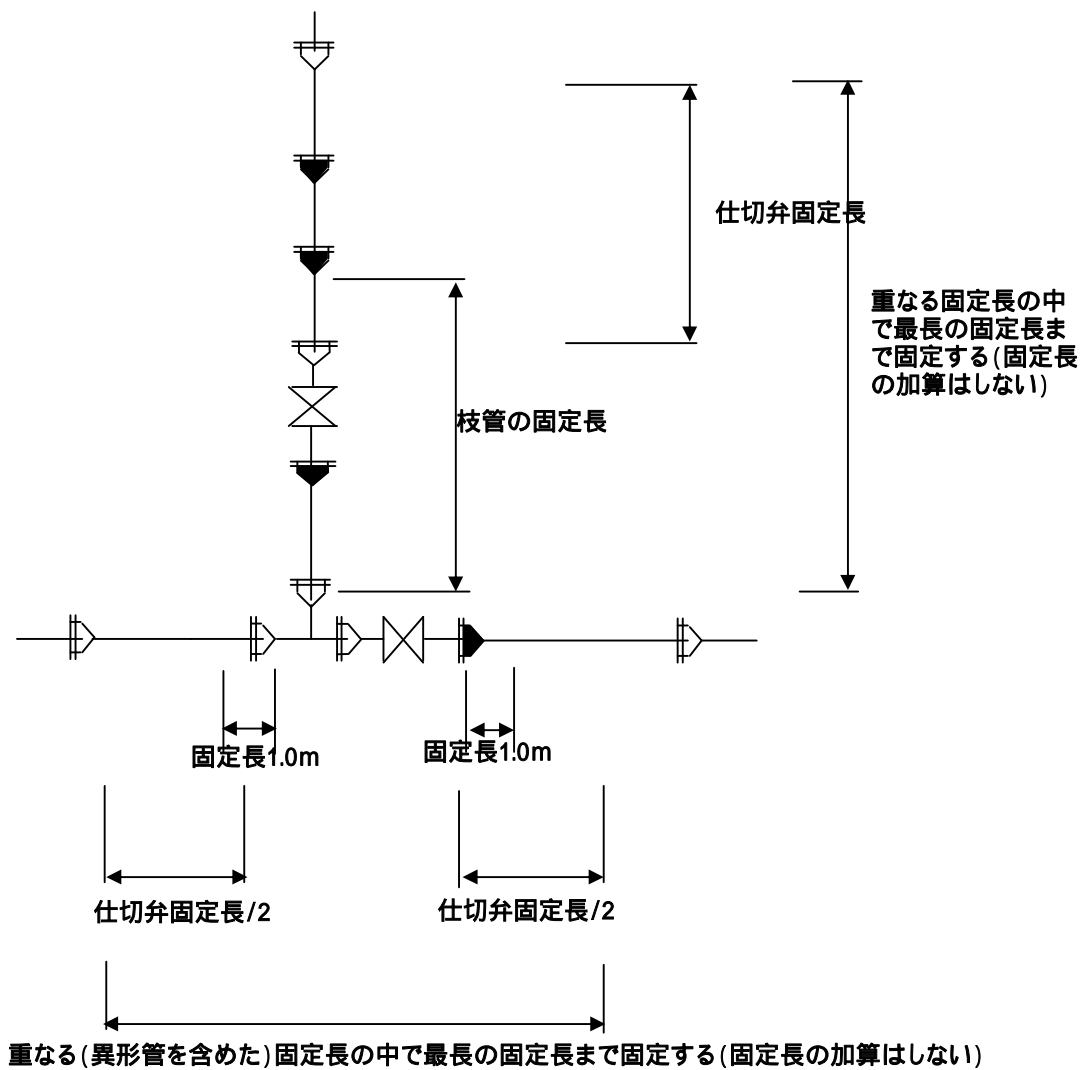 仕切弁固定長
重なる固定長の中
で最長の固定長ま
で固定する(固定長
の加算はしない)
枝管の固定長
固定長1.0m
固定長1.0m
仕切弁固定長/2
仕切弁固定長/2
重なる(異形管を含めた)固定長の中で最長の固定長まで固定する(固定長の加算はしない)